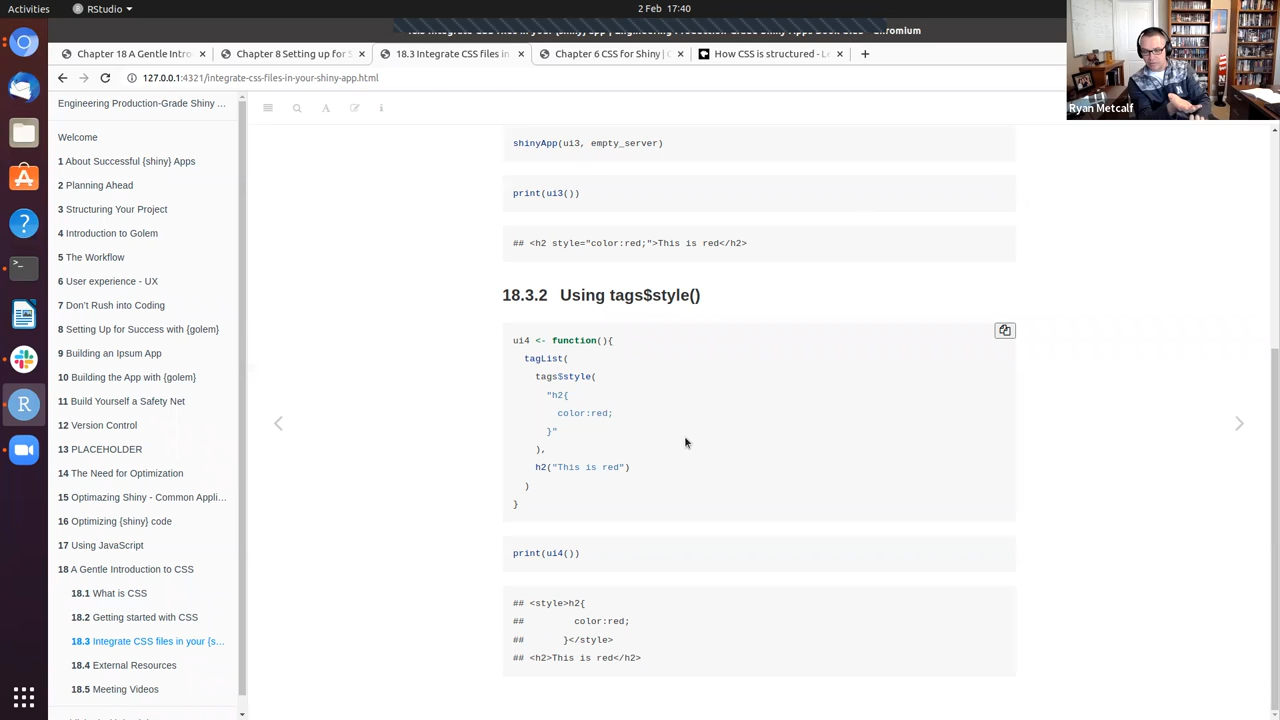 Activities
RStudio
2 Feb 17:40
Chapter 18 A Gentle Intro
Chapter 8 Setting up for S
18.3 Integrate CSS files in
Chapter 6 CSS for Shiny |
How CSS is structured - Le
127.0.0.1:4321/integrate-css-files-in-your-shiny-app.html
Ryan Metcalf
Engineering Production-Grade Shiny ...
Welcome
1 About Successful {shiny} Apps
2 Planning Ahead
3 Structuring Your Project
4 Introduction to Golem
5 The Workflow
6 User experience - UX
7 Don't Rush into Coding
8 Setting Up for Success with {golem}
9 Building an Ipsum App
10 Building the App with {golem}
11 Build Yourself a Safety Net
12 Version Control
13 PLACEHOLDER
14 The Need for Optimization
15 Optimazing Shiny - Common Appli...
16 Optimizing {shiny} code
17 Using JavaScript
18 A Gentle Introduction to CSS
18.1 What is CSS
18.2 Getting started with CSS
18.3 Integrate CSS files in your {s...
18.4 External Resources
18.5 Meeting Videos
shinyApp(ui3, empty_server)
print(ui3())
## <h2 style="color:red;">This is red</h2>
18.3.2 Using tags$style()
ui4 <- function(){
  tagList(
    tags$style(
      "h2{
        color:red;
      }"
    ),
    h2("This is red")
  )
}
print(ui4())
## <style>h2{
##         color:red;
##       }</style>
## <h2>This is red</h2>